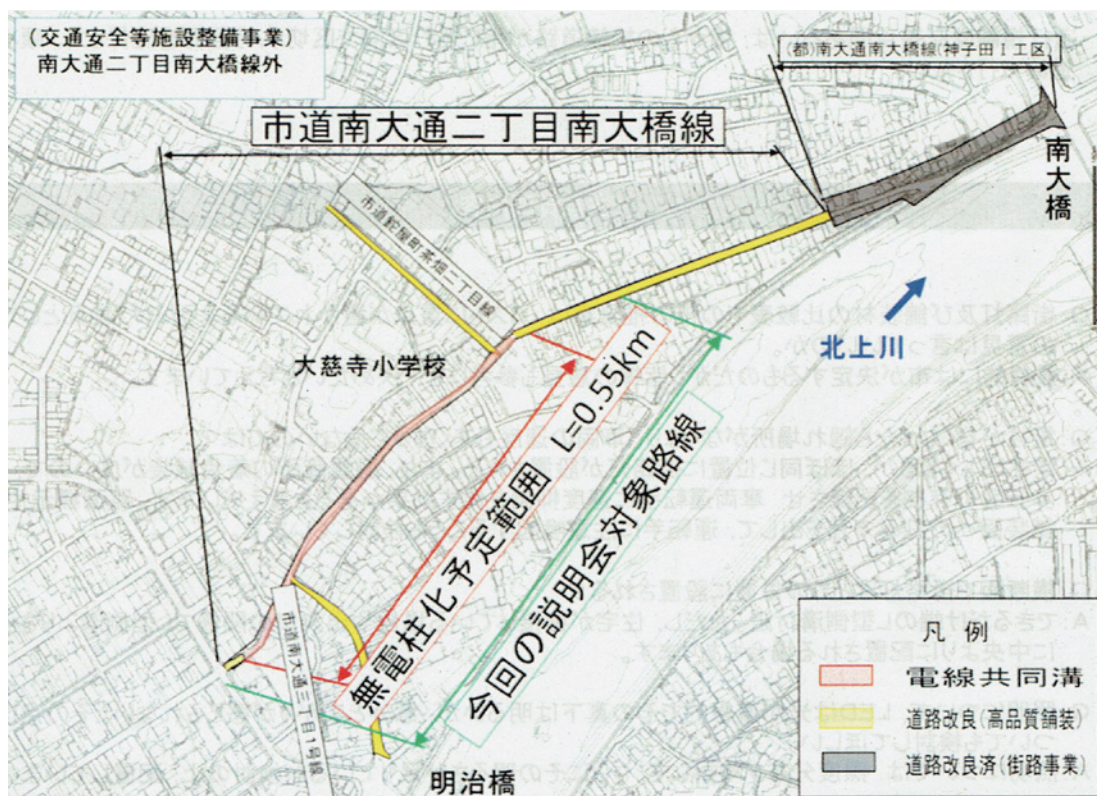 (交通安全等施設整備事業)
南大通二丁目南大橋線外
(都)南大通南大橋線(神子田Ⅰ工区)
市道南大通二丁目南大橋線
南大橋
市道鉈屋町茶畑二丁目線
北上川
大慈寺小学校
無電柱化予定範囲 L=0.55km
今回の説明会対象路線
市道南大通三丁目1号線
明治橋
凡例
電線共同溝
道路改良(高品質舗装)
道路改良済(街路事業)